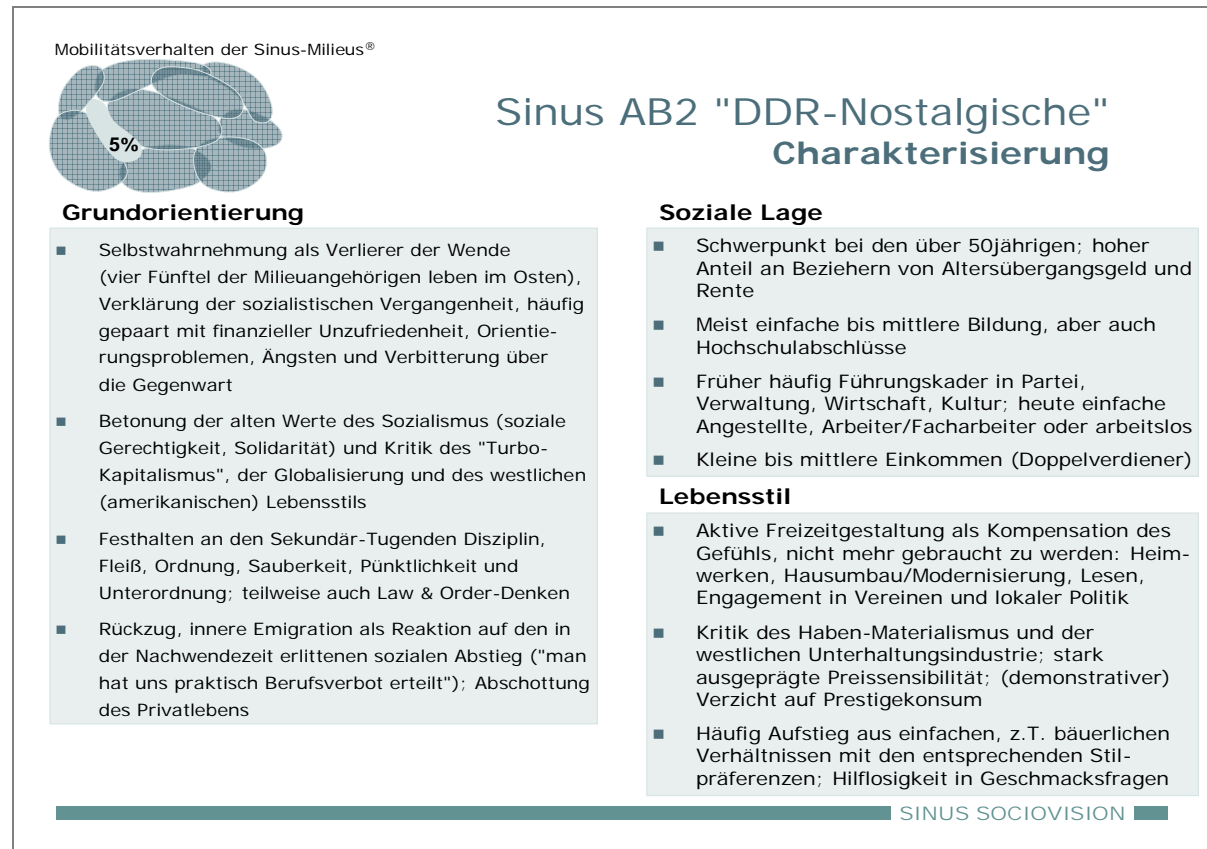 Mobilitätsverhalten der Sinus-Milieus®
5%
Sinus AB2 "DDR-Nostalgische"
Charakterisierung
Grundorientierung
■ Selbstwahrnehmung als Verlierer der Wende
(vier Fünftel der Milieuangehörigen leben im Osten),
Verklärung der sozialistischen Vergangenheit, häufig
gepaart mit finanzieller Unzufriedenheit, Orientie-
rungsproblemen, Ängsten und Verbitterung über
die Gegenwart
■ Betonung der alten Werte des Sozialismus (soziale
Gerechtigkeit, Solidarität) und Kritik des "Turbo-
Kapitalismus", der Globalisierung und des westlichen
(amerikanischen) Lebensstils
■ Festhalten an den Sekundär-Tugenden Disziplin,
Fleiß, Ordnung, Sauberkeit, Pünktlichkeit und
Unterordnung; teilweise auch Law & Order-Denken
■ Rückzug, innere Emigration als Reaktion auf den in
der Nachwendezeit erlittenen sozialen Abstieg ("man
hat uns praktisch Berufsverbot erteilt"); Abschottung
des Privatlebens
Soziale Lage
■ Schwerpunkt bei den über 50jährigen; hoher
Anteil an Beziehern von Altersübergangsgeld und
Rente
■ Meist einfache bis mittlere Bildung, aber auch
Hochschulabschlüsse
■ Früher häufig Führungskader in Partei,
Verwaltung, Wirtschaft, Kultur; heute einfache
Angestellte, Arbeiter/Facharbeiter oder arbeitslos
■ Kleine bis mittlere Einkommen (Doppelverdiener)
Lebensstil
■ Aktive Freizeitgestaltung als Kompensation des
Gefühls, nicht mehr gebraucht zu werden: Heim-
werken, Hausumbau/Modernisierung, Lesen,
Engagement in Vereinen und lokaler Politik
■ Kritik des Haben-Materialismus und der
westlichen Unterhaltungsindustrie; stark
ausgeprägte Preissensibilität; (demonstrativer)
Verzicht auf Prestigekonsum
■ Häufig Aufstieg aus einfachen, z.T. bäuerlichen
Verhältnissen mit den entsprechenden Stil-
präferenzen; Hilflosigkeit in Geschmacksfragen
SINUS SOCIOVISION